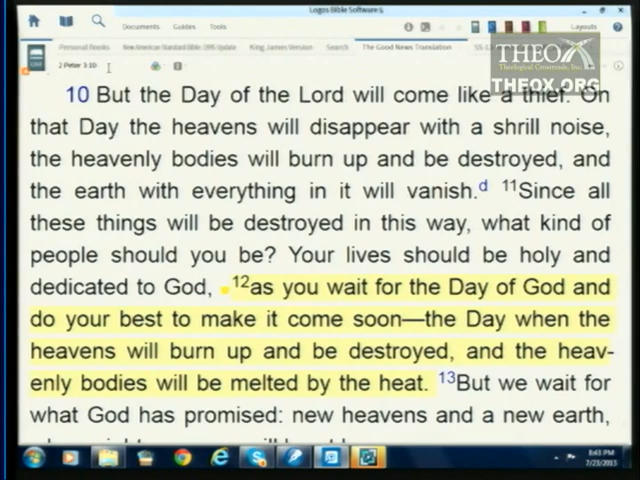 Logos Bible Software 5
Documents Guides Tools
Layouts
Personal Books New American Standard Bible: 1995 Update King James Version Search The Good News Translation
2 Peter 3:10
THEOX
Theological Crossroads, Inc.
THEOX.ORG
10 But the Day of the Lord will come like a thief. On
that Day the heavens will disappear with a shrill noise,
the heavenly bodies will burn up and be destroyed, and
the earth with everything in it will vanish.d 11Since all
these things will be destroyed in this way, what kind of
people should you be? Your lives should be holy and
dedicated to God, 12as you wait for the Day of God and
do your best to make it come soon—the Day when the
heavens will burn up and be destroyed, and the heav-
enly bodies will be melted by the heat. 13But we wait for
what God has promised: new heavens and a new earth,
8:43 PM
7/23/2013